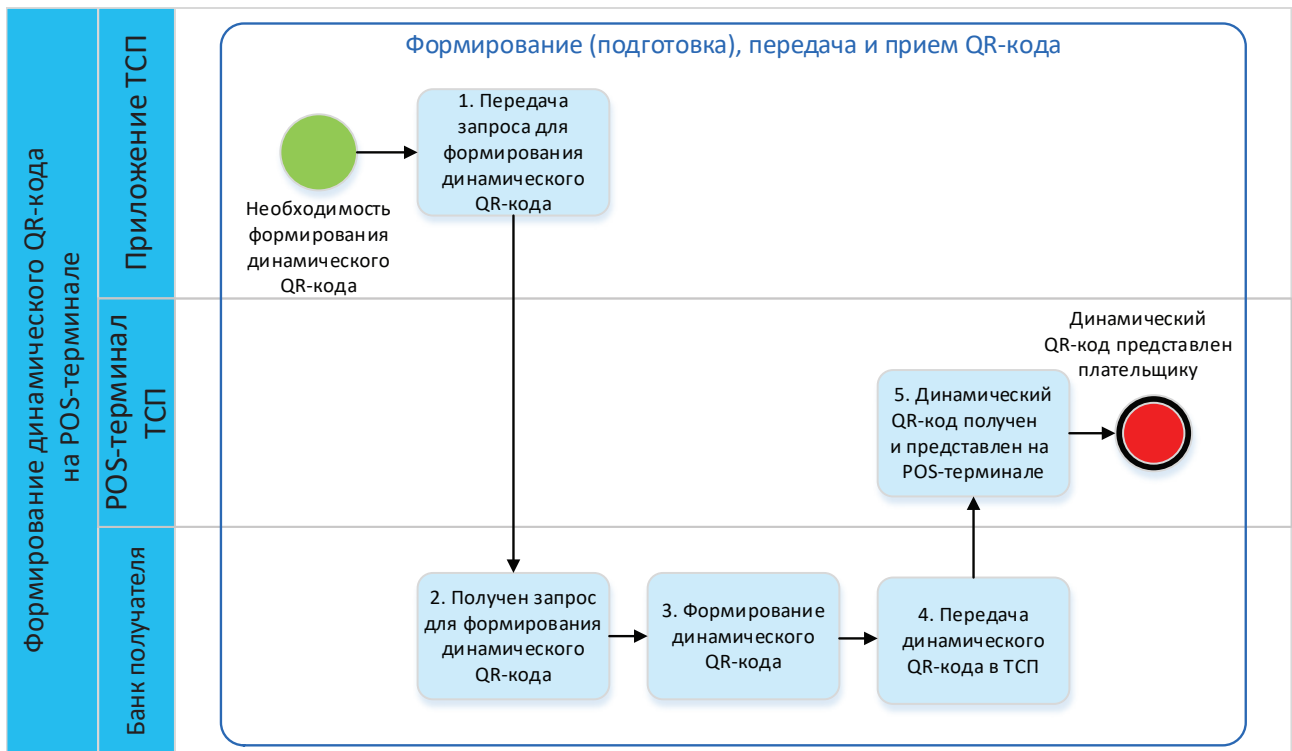 Формирование динамического QR-кода
на POS-терминале
Приложение ТСП
Формирование (подготовка), передача и прием QR-кода
Необходимость
формирования
динамического
QR-кода
1. Передача
запроса для
формирования
динамического
QR-кода
POS-терминал
ТСП
5. Динамический
QR-код получен
и представлен на
POS-терминале
Динамический
QR-код представлен
плательщику
Банк получателя
2. Получен запрос
для формирования
динамического
QR-кода
3. Формирование
динамического
QR-кода
4. Передача
динамического
QR-кода в ТСП